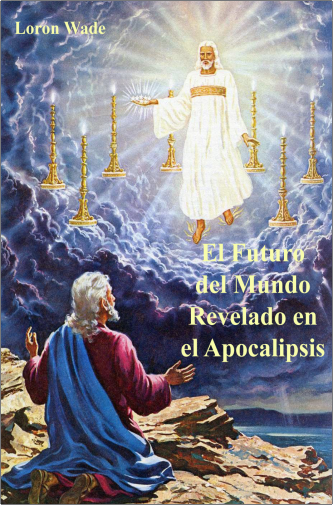 Loron Wade
El Futuro
del Mundo
Revelado en
el Apocalipsis